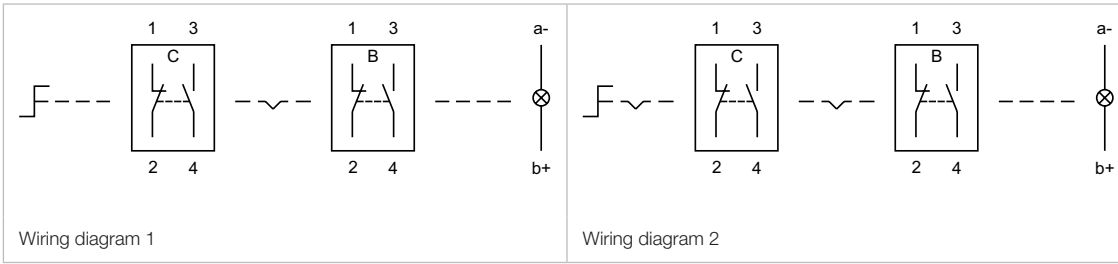 1 3 1 3 a-
C B
2 4 2 4 b+
Wiring diagram 1
1 3 1 3 a-
C B
2 4 2 4 b+
Wiring diagram 2